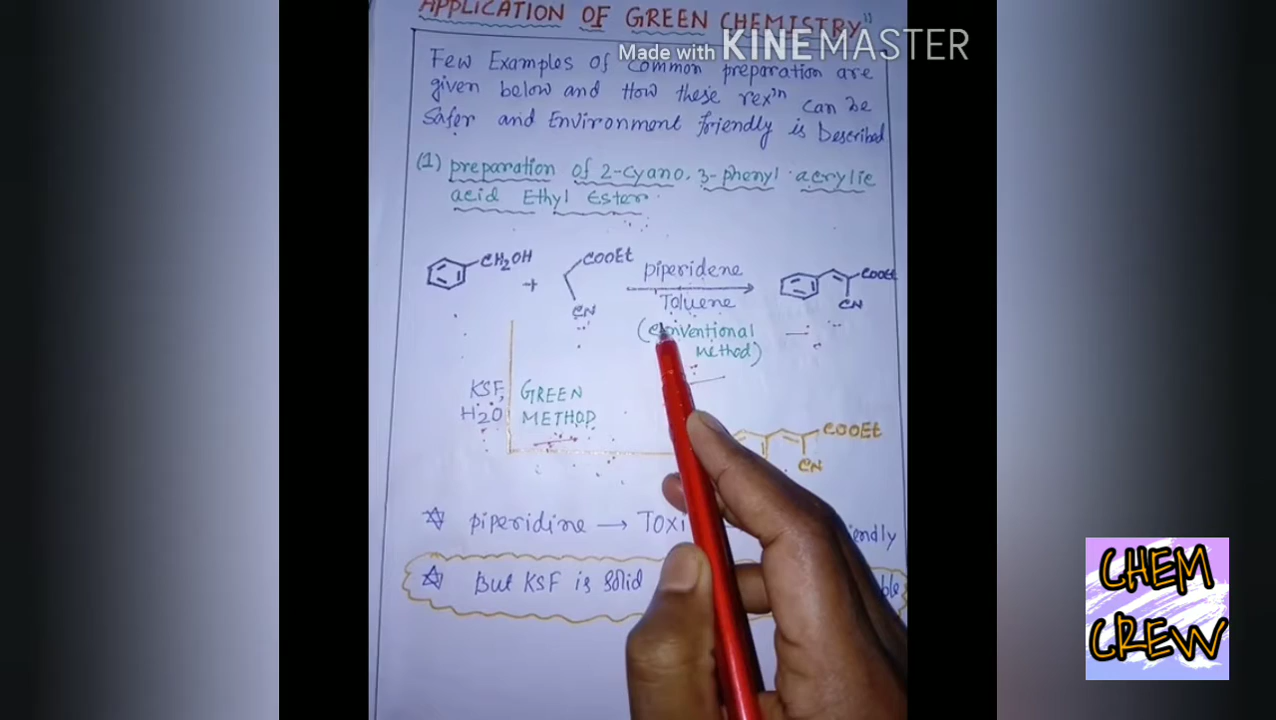 APPLICATION OF GREEN CHEMISTRY"
Made with KINEMASTER
Few Examples of common preparation are
given below and How these rexⁿ can be
Safer and Environment friendly is Described
(1) preparation of 2-cyano, 3-phenyl acrylic
acid Ethyl Ester
CH2OH
+
COOEt
CN
piperidene
Toluene
(conventional
Method)
COOEt
CN
KSF,
H2O
GREEN
METHOD
COOEt
CN
piperidine → Toxi
endly
But KSF is solid
ble
CHEM
CREW